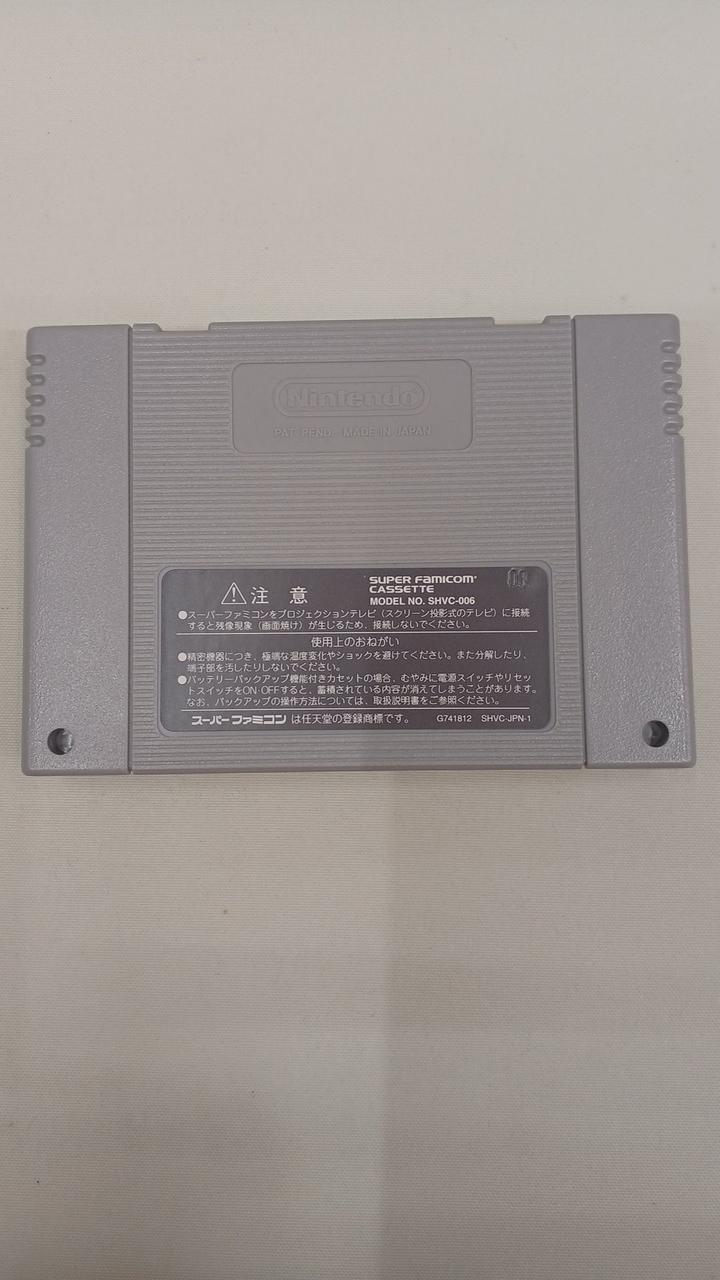 Nintendo
PAT. PEND. MADE IN JAPAN
注 意
SUPER FAMICOM
CASSETTE
MODEL NO. SHVC-006
●スーパーファミコンをプロジェクションテレビ（スクリーン投影式のテレビ）に接続
すると残像現象（画面焼け）が生じるため、接続しないでください。
使用上のおねがい
●精密機器につき、極端な温度変化やショックを避けてください。また分解したり、
端子部を汚したりしないでください。
●バッテリーバックアップ機能付きカセットの場合、むやみに電源スイッチやリセッ
トスイッチをON・OFFすると、蓄積されている内容が消えてしまうことがあります。
なお、バックアップの操作方法については、取扱説明書をご参照ください。
スーパーファミコンは任天堂の登録商標です。 G741812 SHVC-JPN-1